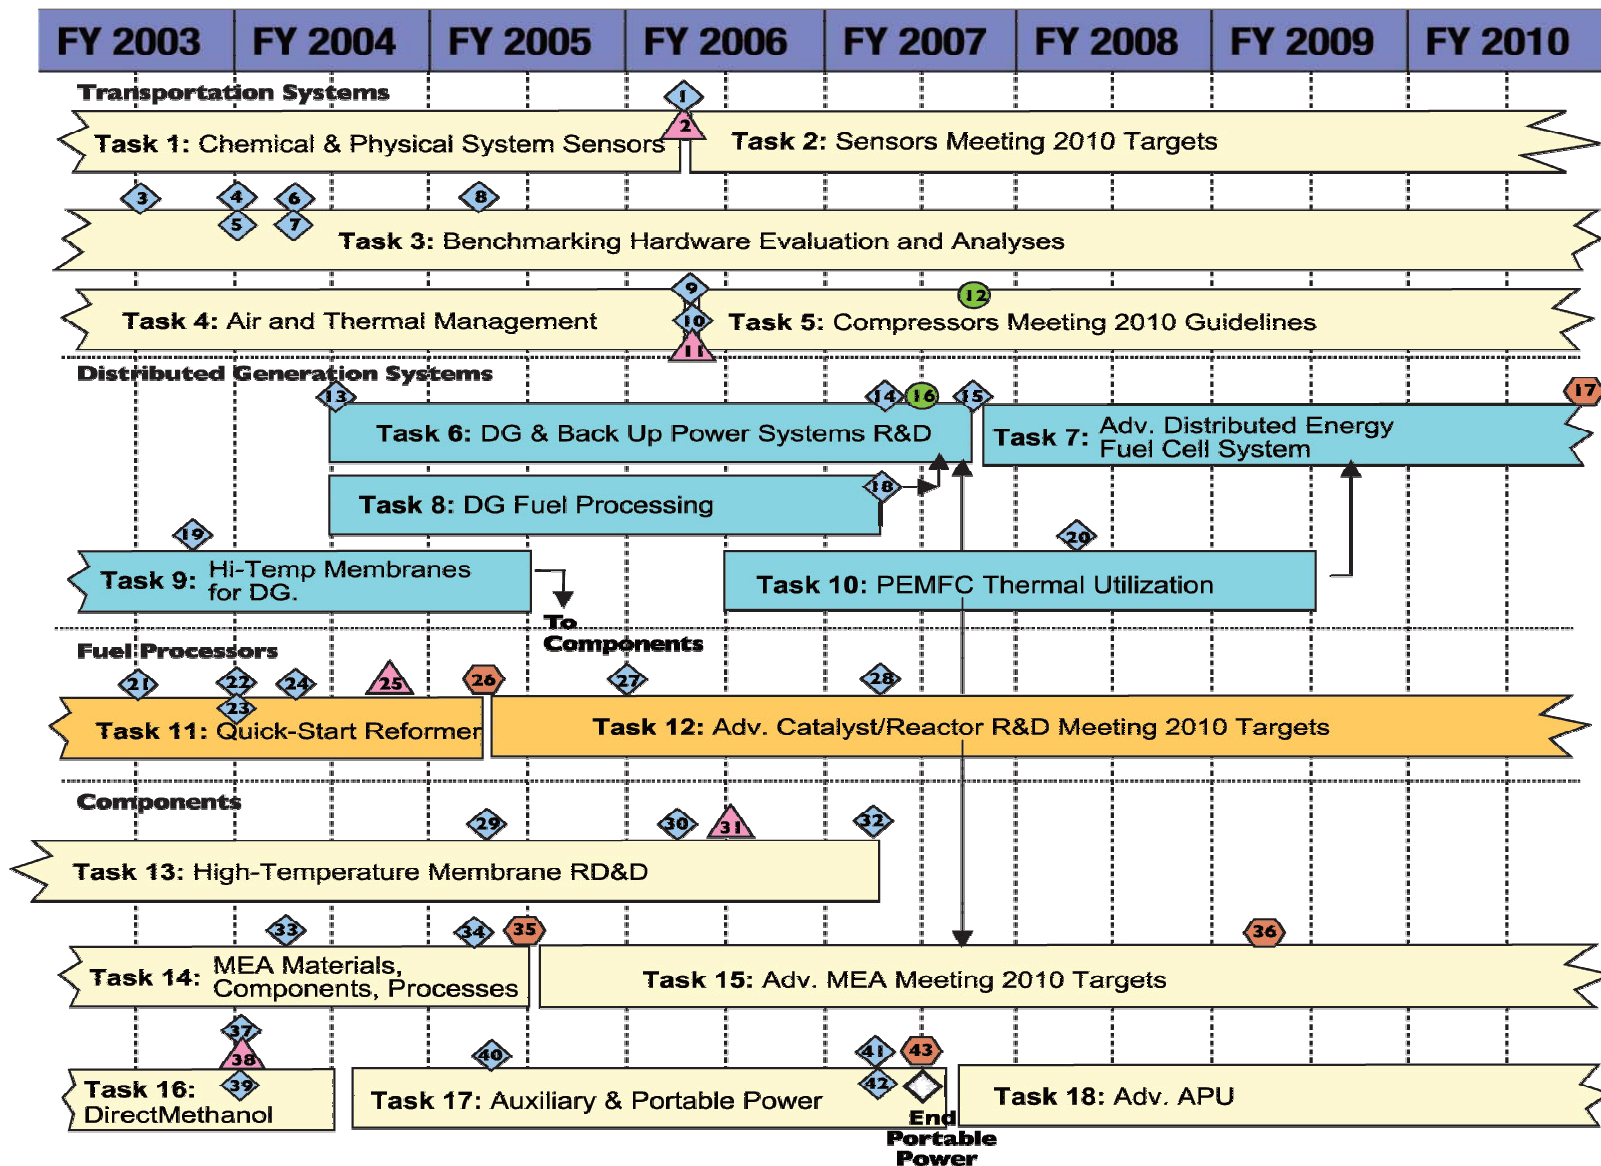 FY 2003 FY 2004 FY 2005 FY 2006 FY 2007 FY 2008 FY 2009 FY 2010
Transportation Systems
1
2
Task 1: Chemical & Physical System Sensors
Task 2: Sensors Meeting 2010 Targets
3 4 6 8
5 7
Task 3: Benchmarking Hardware Evaluation and Analyses
9 12
10
11
Task 4: Air and Thermal Management
Task 5: Compressors Meeting 2010 Guidelines
Distributed Generation Systems
13 14 16 15 17
Task 6: DG & Back Up Power Systems R&D
Task 7: Adv. Distributed Energy
Fuel Cell System
18
Task 8: DG Fuel Processing
19 20
Task 9: Hi-Temp Membranes
for DG.
Task 10: PEMFC Thermal Utilization
To
Components
Fuel Processors
21 22 24 25 26 27 28
23
Task 11: Quick-Start Reformer
Task 12: Adv. Catalyst/Reactor R&D Meeting 2010 Targets
Components
29 30 31 32
Task 13: High-Temperature Membrane RD&D
33 34 35 36
Task 14: MEA Materials,
Components, Processes
Task 15: Adv. MEA Meeting 2010 Targets
37 40 41 43
38
39 42
Task 16:
DirectMethanol
Task 17: Auxiliary & Portable Power
Task 18: Adv. APU
End
Portable
Power